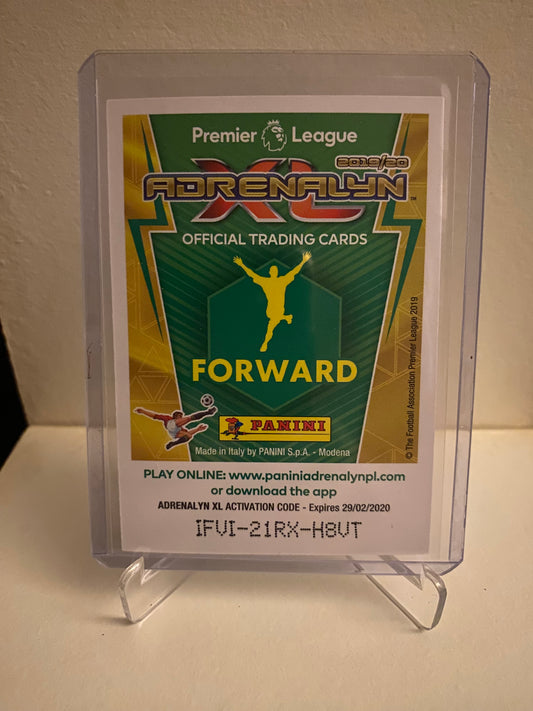 Premier League
2019/20
ADRENALYN XL™
OFFICIAL TRADING CARDS
FORWARD
PANINI
Made in Italy by PANINI S.p.A. - Modena
© The Football Association Premier League 2019
PLAY ONLINE: www.paniniadrenalynpl.com
or download the app
ADRENALYN XL ACTIVATION CODE - Expires 29/02/2020
IFVI-21RX-H8VT